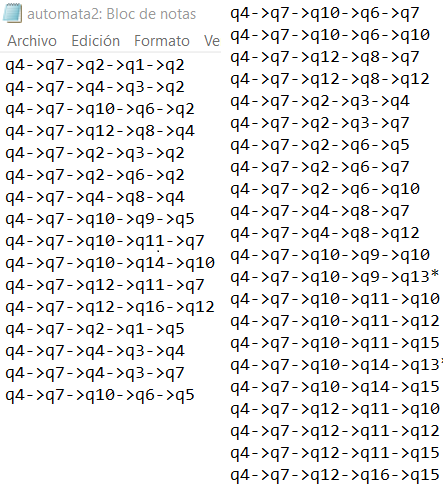 automata2: Bloc de notas
Archivo Edición Formato Ve
q4->q7->q2->q1->q2
q4->q7->q4->q3->q2
q4->q7->q10->q6->q2
q4->q7->q12->q8->q4
q4->q7->q2->q3->q2
q4->q7->q2->q6->q2
q4->q7->q4->q8->q4
q4->q7->q10->q9->q5
q4->q7->q10->q11->q7
q4->q7->q10->q14->q10
q4->q7->q12->q11->q7
q4->q7->q12->q16->q12
q4->q7->q2->q1->q5
q4->q7->q4->q3->q4
q4->q7->q4->q3->q7
q4->q7->q10->q6->q5
q4->q7->q10->q6->q7
q4->q7->q10->q6->q10
q4->q7->q12->q8->q7
q4->q7->q12->q8->q12
q4->q7->q2->q3->q4
q4->q7->q2->q3->q7
q4->q7->q2->q6->q5
q4->q7->q2->q6->q7
q4->q7->q2->q6->q10
q4->q7->q4->q8->q7
q4->q7->q4->q8->q12
q4->q7->q10->q9->q10
q4->q7->q10->q9->q13*
q4->q7->q10->q11->q10
q4->q7->q10->q11->q12
q4->q7->q10->q11->q15
q4->q7->q10->q14->q13*
q4->q7->q10->q14->q15
q4->q7->q12->q11->q10
q4->q7->q12->q11->q12
q4->q7->q12->q11->q15
q4->q7->q12->q16->q15